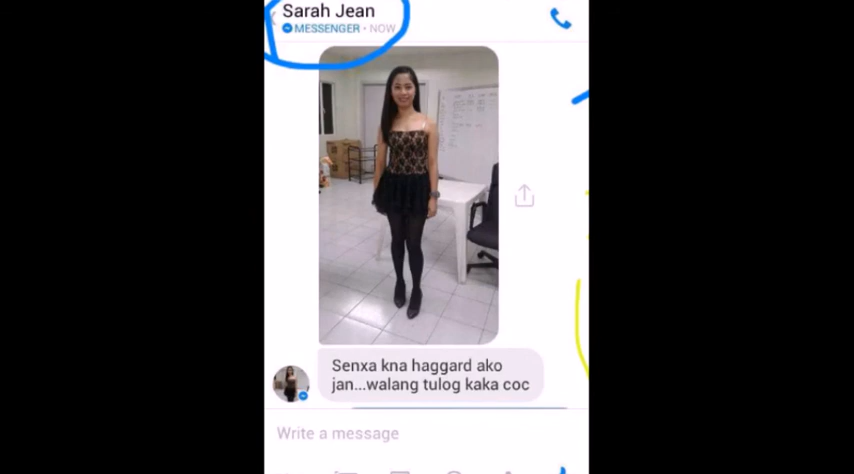 Sarah Jean
MESSENGER • NOW
Senxa kna haggard ako
jan...walang tulog kaka coc
Write a message